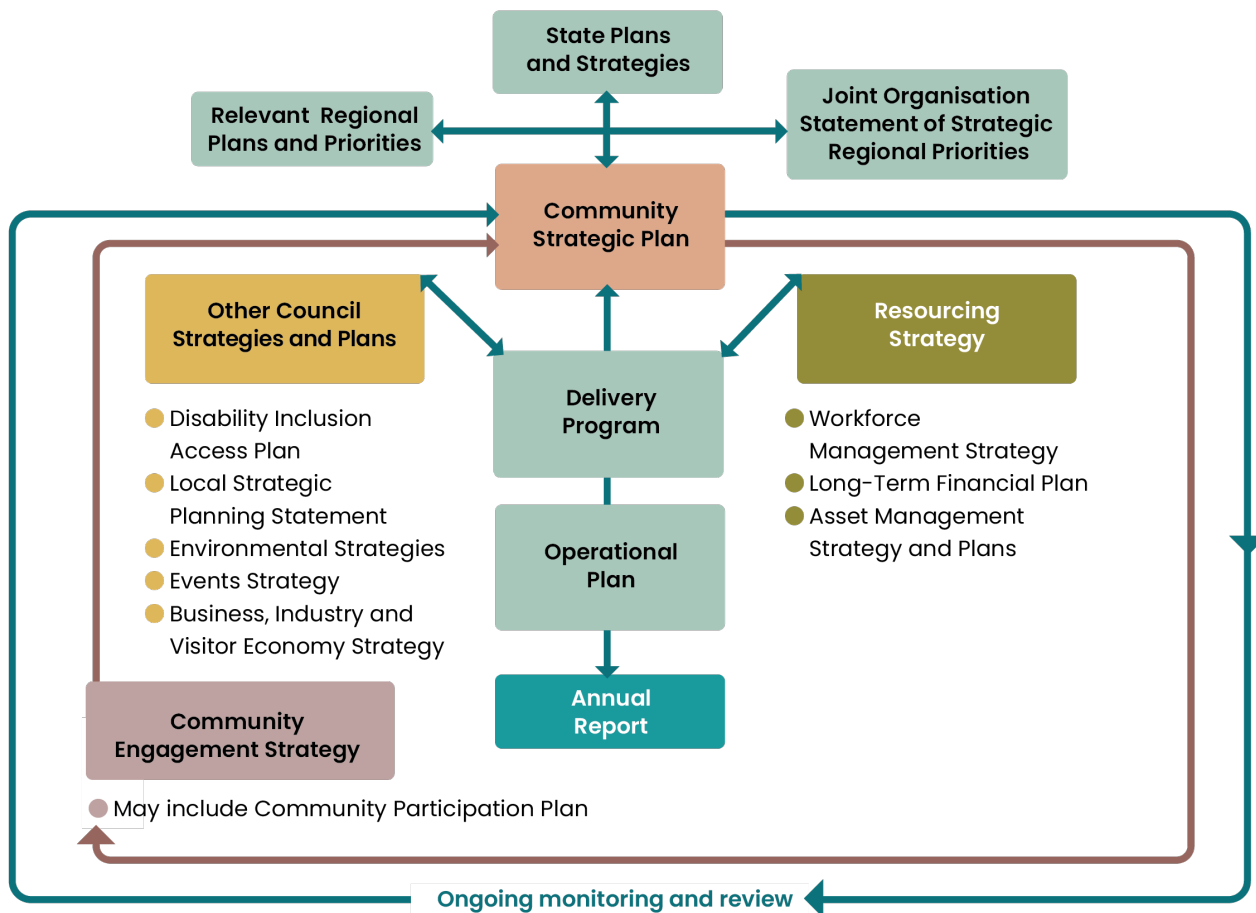 State Plans
and Strategies
Relevant Regional
Plans and Priorities
Joint Organisation
Statement of Strategic
Regional Priorities
Community
Strategic Plan
Other Council
Strategies and Plans
Resourcing
Strategy
Delivery
Program
Disability Inclusion
Access Plan
Local Strategic
Planning Statement
Environmental Strategies
Events Strategy
Business, Industry and
Visitor Economy Strategy
Workforce
Management Strategy
Long-Term Financial Plan
Asset Management
Strategy and Plans
Operational
Plan
Annual
Report
Community
Engagement Strategy
May include Community Participation Plan
Ongoing monitoring and review